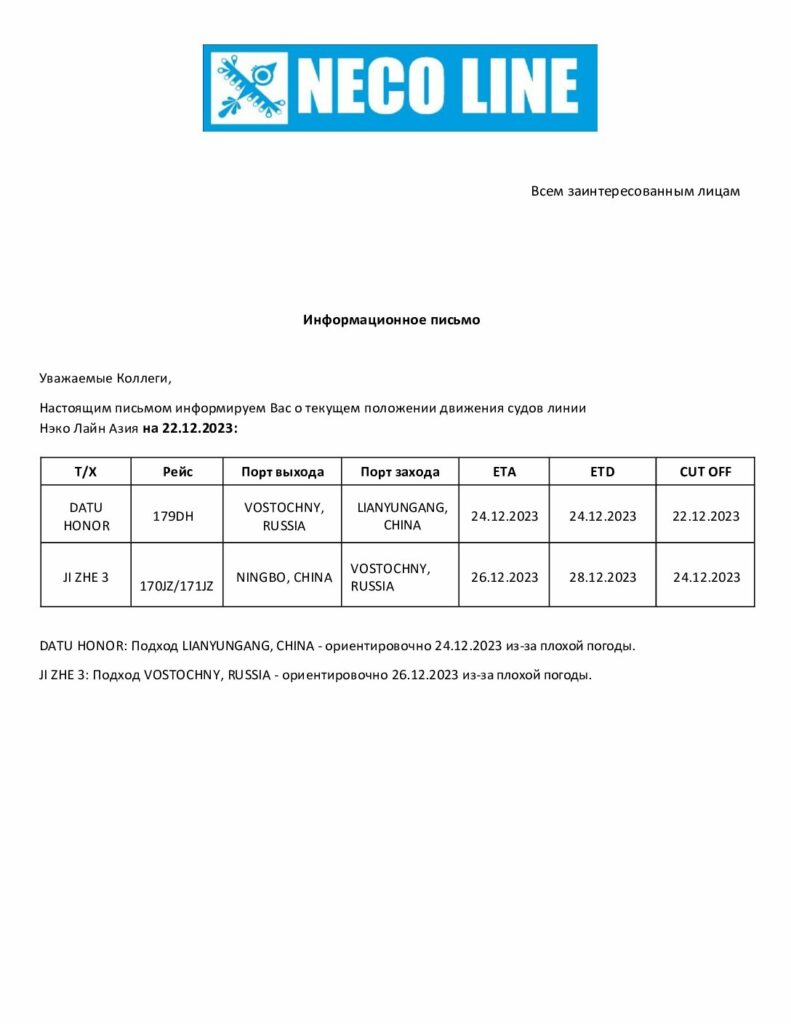 NECO LINE
Всем заинтересованным лицам
Информационное письмо
Уважаемые Коллеги,
Настоящим письмом информируем Вас о текущем положении движения судов линии
Нэко Лайн Азия на 22.12.2023:
Т/Х Рейс Порт выхода Порт захода ETA ETD CUT OFF
DATU HONOR 179DH VOSTOCHNY, RUSSIA LIANYUNGANG, CHINA 24.12.2023 24.12.2023 22.12.2023
JI ZHE 3 170JZ/171JZ NINGBO, CHINA VOSTOCHNY, RUSSIA 26.12.2023 28.12.2023 24.12.2023
DATU HONOR: Подход LIANYUNGANG, CHINA - ориентировочно 24.12.2023 из-за плохой погоды.
JI ZHE 3: Подход VOSTOCHNY, RUSSIA - ориентировочно 26.12.2023 из-за плохой погоды.